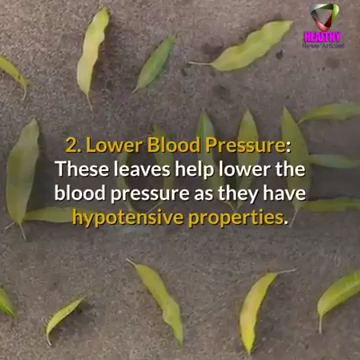 HEALTHY
2. Lower Blood Pressure:
These leaves help lower the
blood pressure as they have
hypotensive properties.